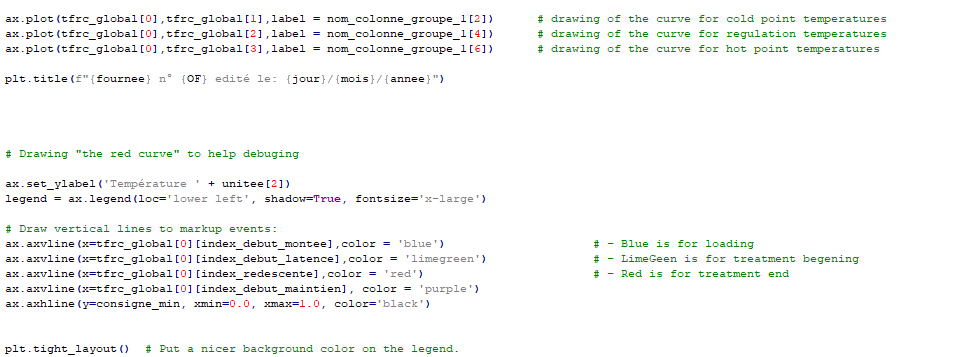 ax.plot(tfrc_global[0],tfrc_global[1],label = nom_colonne_groupe_1[2]) # drawing of the curve for cold point temperatures
ax.plot(tfrc_global[0],tfrc_global[2],label = nom_colonne_groupe_1[4]) # drawing of the curve for regulation temperatures
ax.plot(tfrc_global[0],tfrc_global[3],label = nom_colonne_groupe_1[6]) # drawing of the curve for hot point temperatures
plt.title(f"{fournee} n° {OF} edité le: {jour}/{mois}/{annee}")
# Drawing "the red curve" to help debuging
ax.set_ylabel('Température ' + unitee[2])
legend = ax.legend(loc='lower left', shadow=True, fontsize='x-large')
# Draw vertical lines to markup events:
ax.axvline(x=tfrc_global[0][index_debut_montee],color = 'blue') # - Blue is for loading
ax.axvline(x=tfrc_global[0][index_debut_latence],color = 'limegreen') # - LimeGeen is for treatment begening
ax.axvline(x=tfrc_global[0][index_redescente],color = 'red') # - Red is for treatment end
ax.axvline(x=tfrc_global[0][index_debut_maintien], color = 'purple')
ax.axhline(y=consigne_min, xmin=0.0, xmax=1.0, color='black')
plt.tight_layout() # Put a nicer background color on the legend.